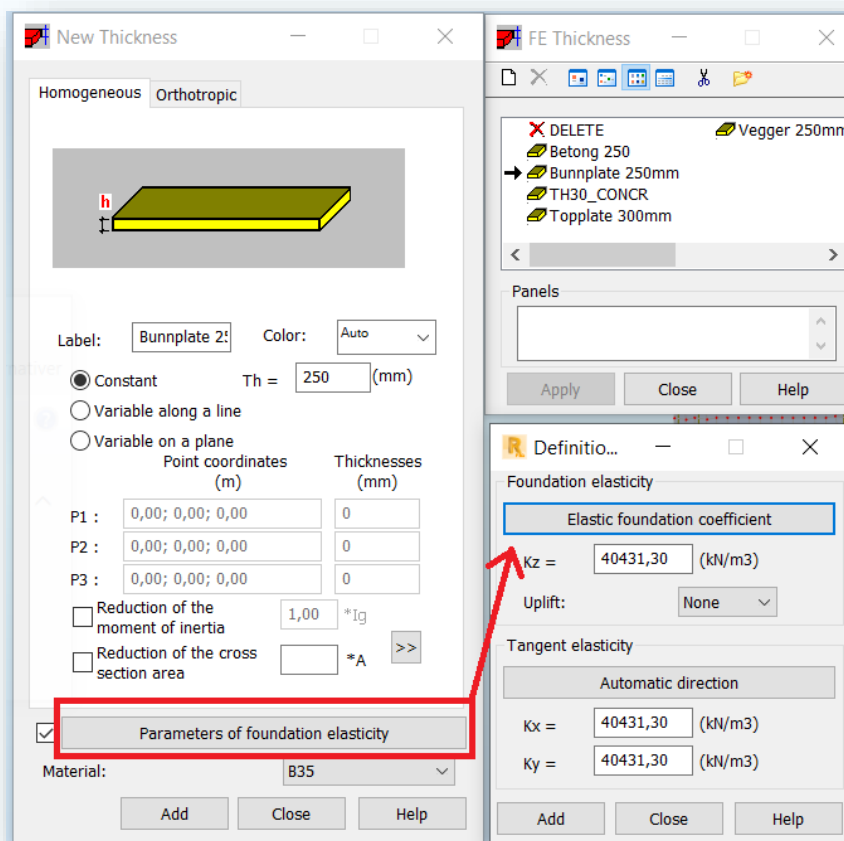 New Thickness
Homogeneous Orthotropic
h
Label: Bunnplate 25 Color: Auto
Constant Th = 250 (mm)
Variable along a line
Variable on a plane
Point coordinates Thicknesses
(m) (mm)
P1 : 0,00; 0,00; 0,00 0
P2 : 0,00; 0,00; 0,00 0
P3 : 0,00; 0,00; 0,00 0
Reduction of the
moment of inertia 1,00 *Ig
Reduction of the cross
section area *A >>
Parameters of foundation elasticity
Material: B35
Add Close Help
FE Thickness
DELETE Vegger 250mm
Betong 250
Bunnplate 250mm
TH30_CONCR
Topplate 300mm
Panels
Apply Close Help
Definitio...
Foundation elasticity
Elastic foundation coefficient
Kz = 40431,30 (kN/m3)
Uplift: None
Tangent elasticity
Automatic direction
Kx = 40431,30 (kN/m3)
Ky = 40431,30 (kN/m3)
Add Close Help